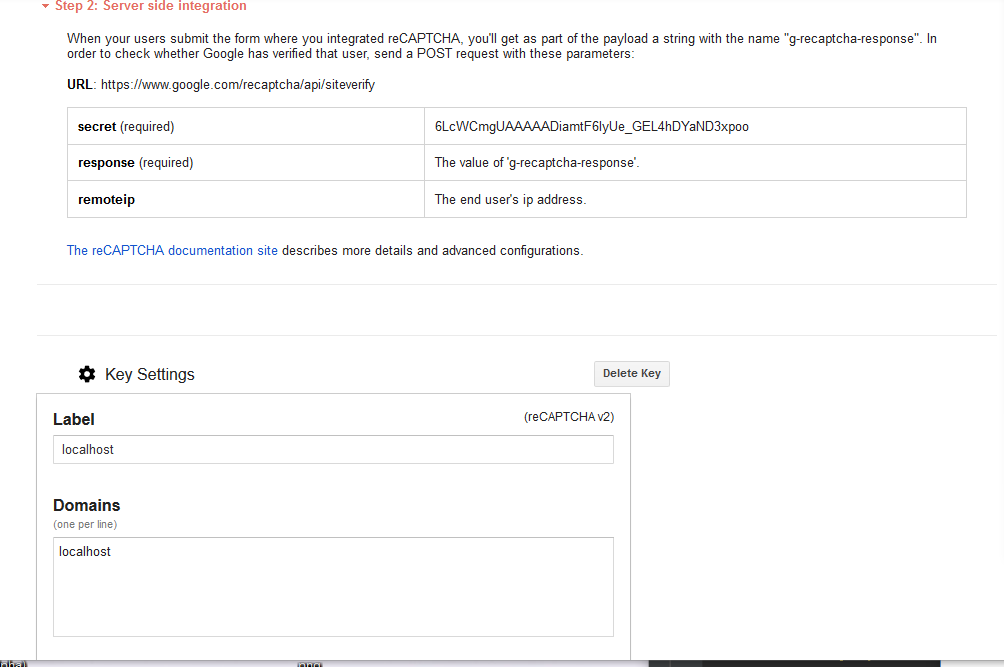 Step 2: Server side integration
When your users submit the form where you integrated reCAPTCHA, you'll get as part of the payload a string with the name "g-recaptcha-response". In
order to check whether Google has verified that user, send a POST request with these parameters:
URL: https://www.google.com/recaptcha/api/siteverify
secret (required) 6LcWCmgUAAAAADiamtF6lyUe_GEL4hDYaND3xpoo
response (required) The value of 'g-recaptcha-response'.
remoteip The end user's ip address.
The reCAPTCHA documentation site describes more details and advanced configurations.
Key Settings Delete Key
Label (reCAPTCHA v2)
localhost
Domains
(one per line)
localhost